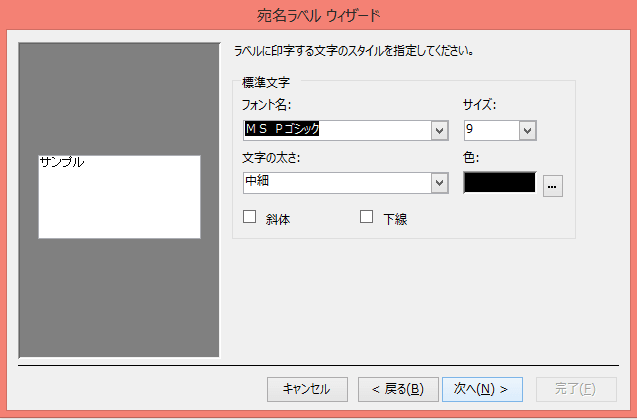 宛名ラベル ウィザード
ラベルに印字する文字のスタイルを指定してください。
標準文字
フォント名:
サイズ:
ＭＳ Ｐゴシック
9
サンプル
文字の太さ:
色:
中細
...
斜体
下線
キャンセル
< 戻る(B)
次へ(N) >
完了(F)